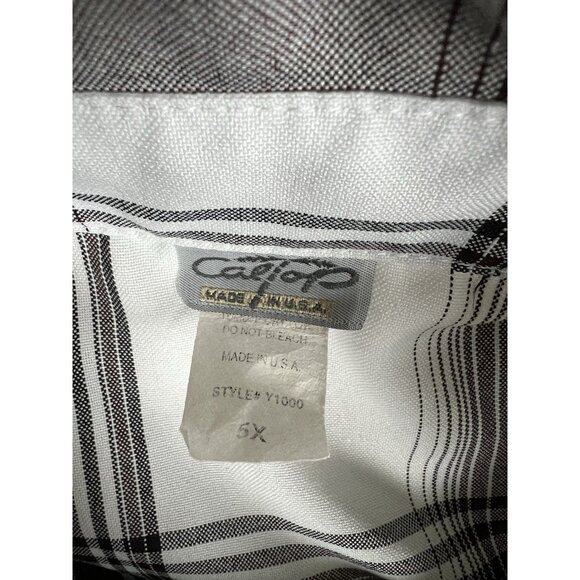 Caltop
MADE IN U.S.A.
DO NOT BLEACH
MADE IN U.S.A.
STYLE# Y1000
5X